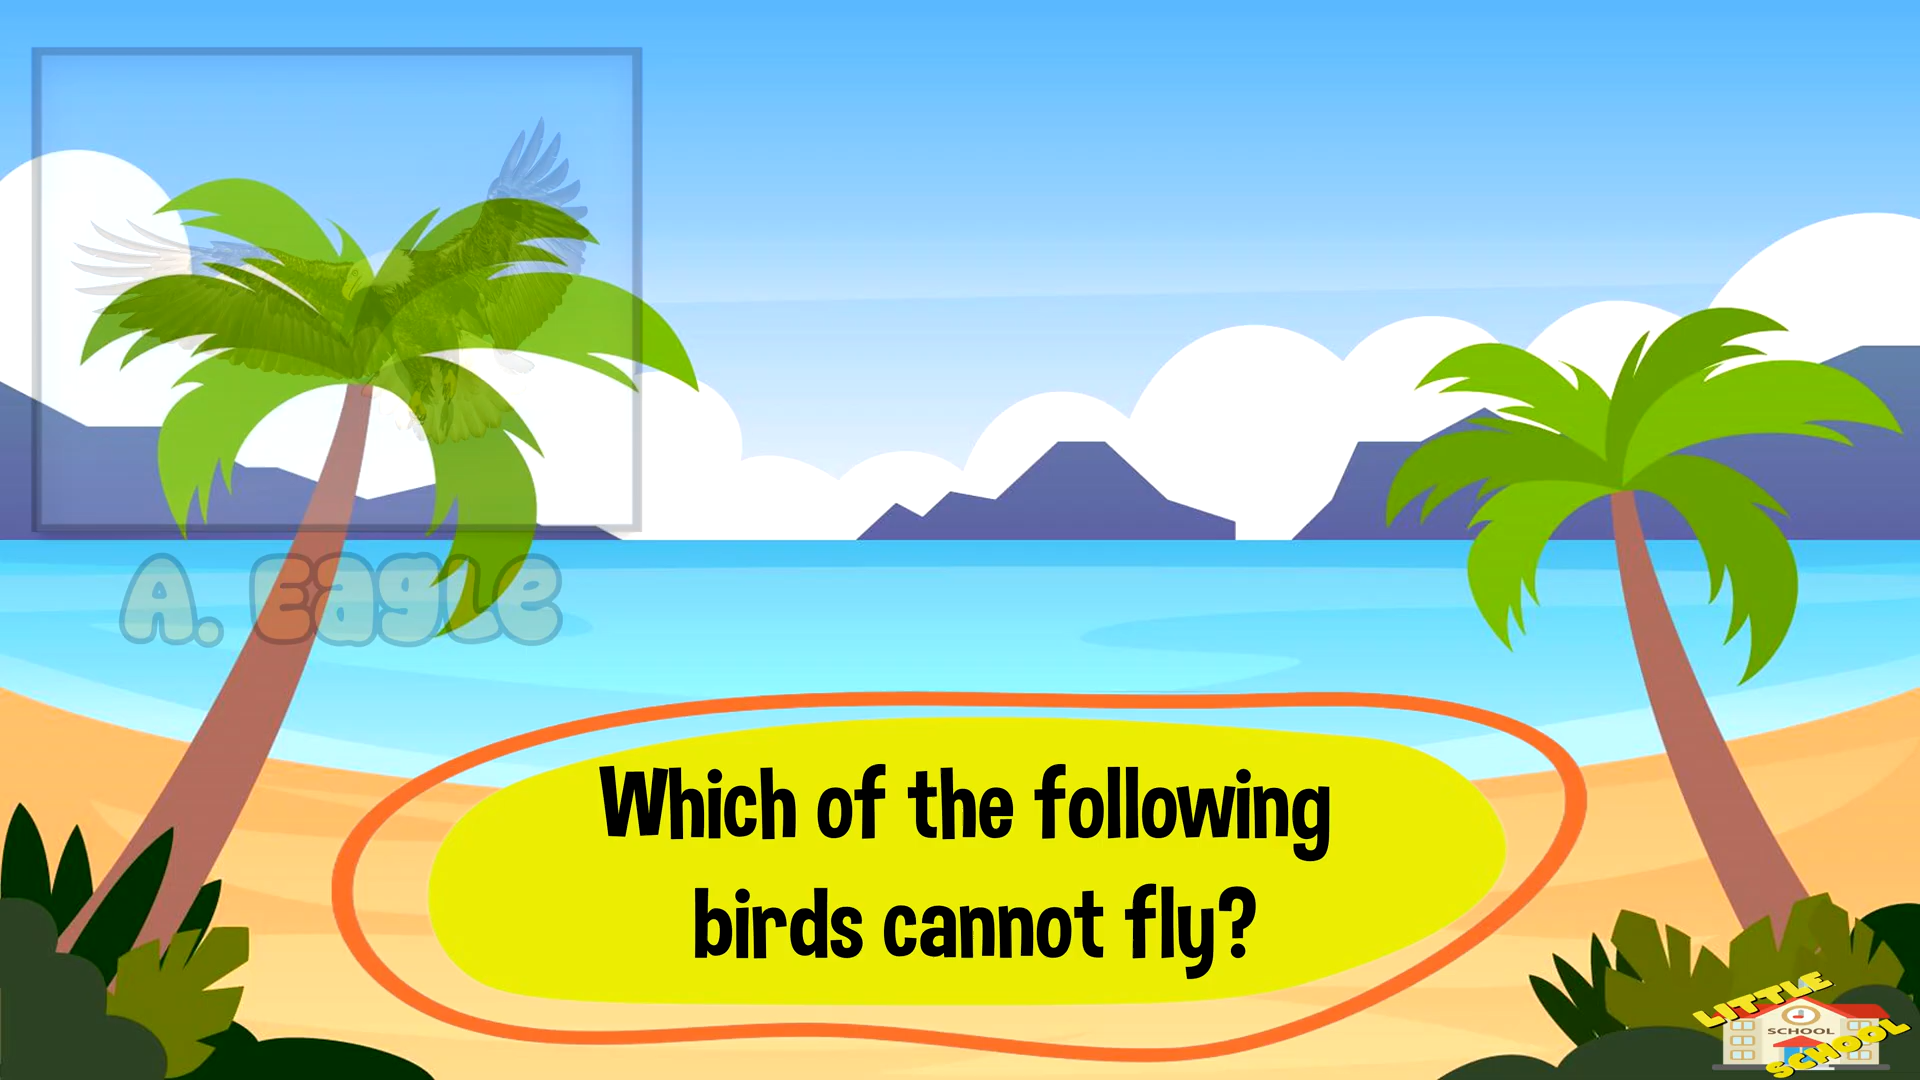 A. Eagle
Which of the following
birds cannot fly?
LITTLE
SCHOOL
SCHOOL